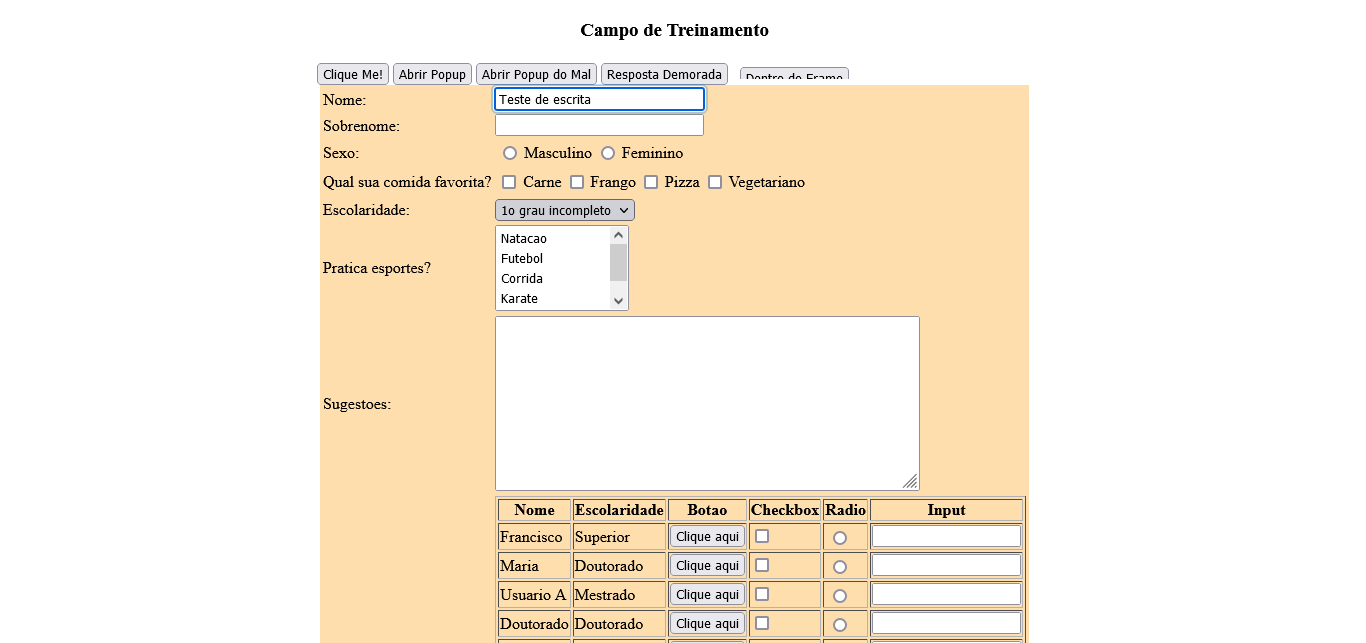 Campo de Treinamento
Clique Me! Abrir Popup Abrir Popup do Mal Resposta Demorada Dentro do Frame
Nome: Teste de escrita
Sobrenome:
Sexo: Masculino Feminino
Qual sua comida favorita? Carne Frango Pizza Vegetariano
Escolaridade: 1o grau incompleto
Natacao
Futebol
Pratica esportes?
Corrida
Karate
Sugestoes:
Nome Escolaridade Botao Checkbox Radio Input
Francisco Superior Clique aqui
Maria Doutorado Clique aqui
Usuario A Mestrado Clique aqui
Doutorado Doutorado Clique aqui